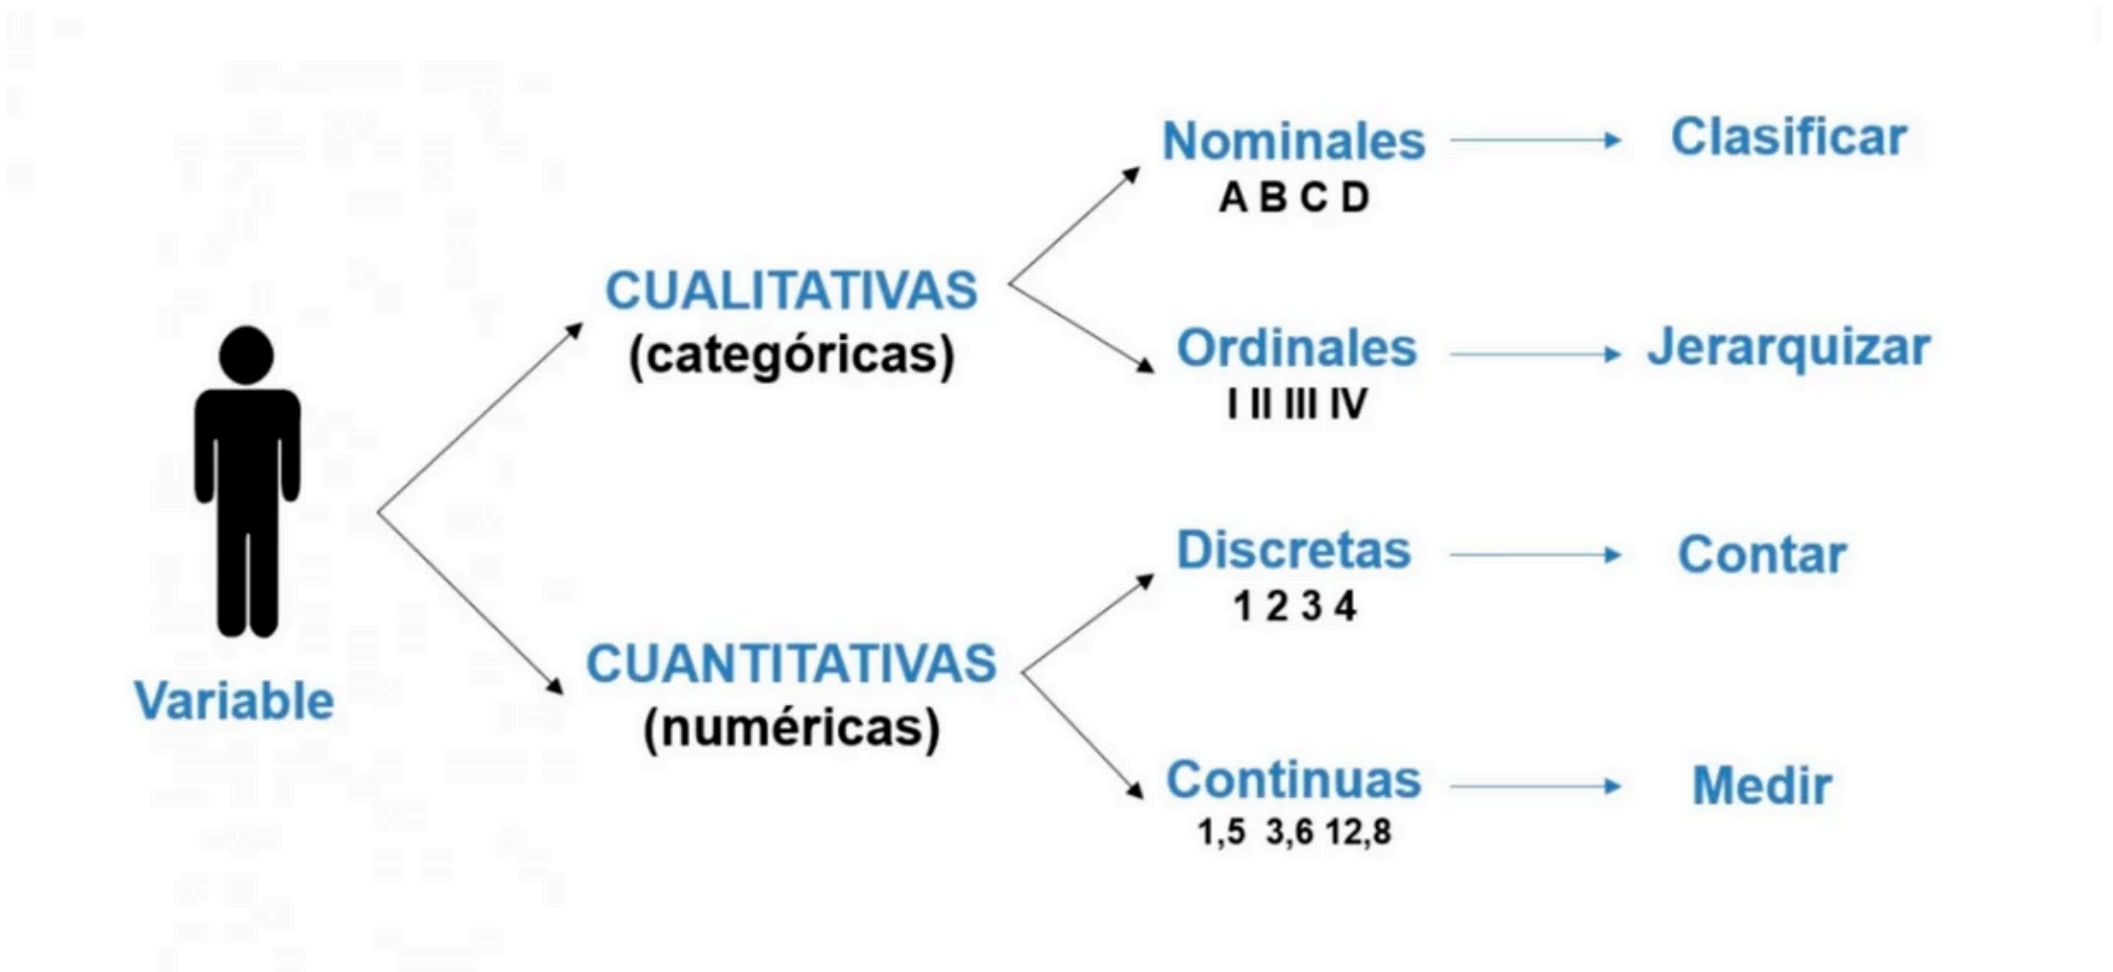 Variable
CUALITATIVAS
(categóricas)
Nominales
A B C D
Clasificar
Ordinales
I II III IV
Jerarquizar
CUANTITATIVAS
(numéricas)
Discretas
1 2 3 4
Contar
Continuas
1,5 3,6 12,8
Medir